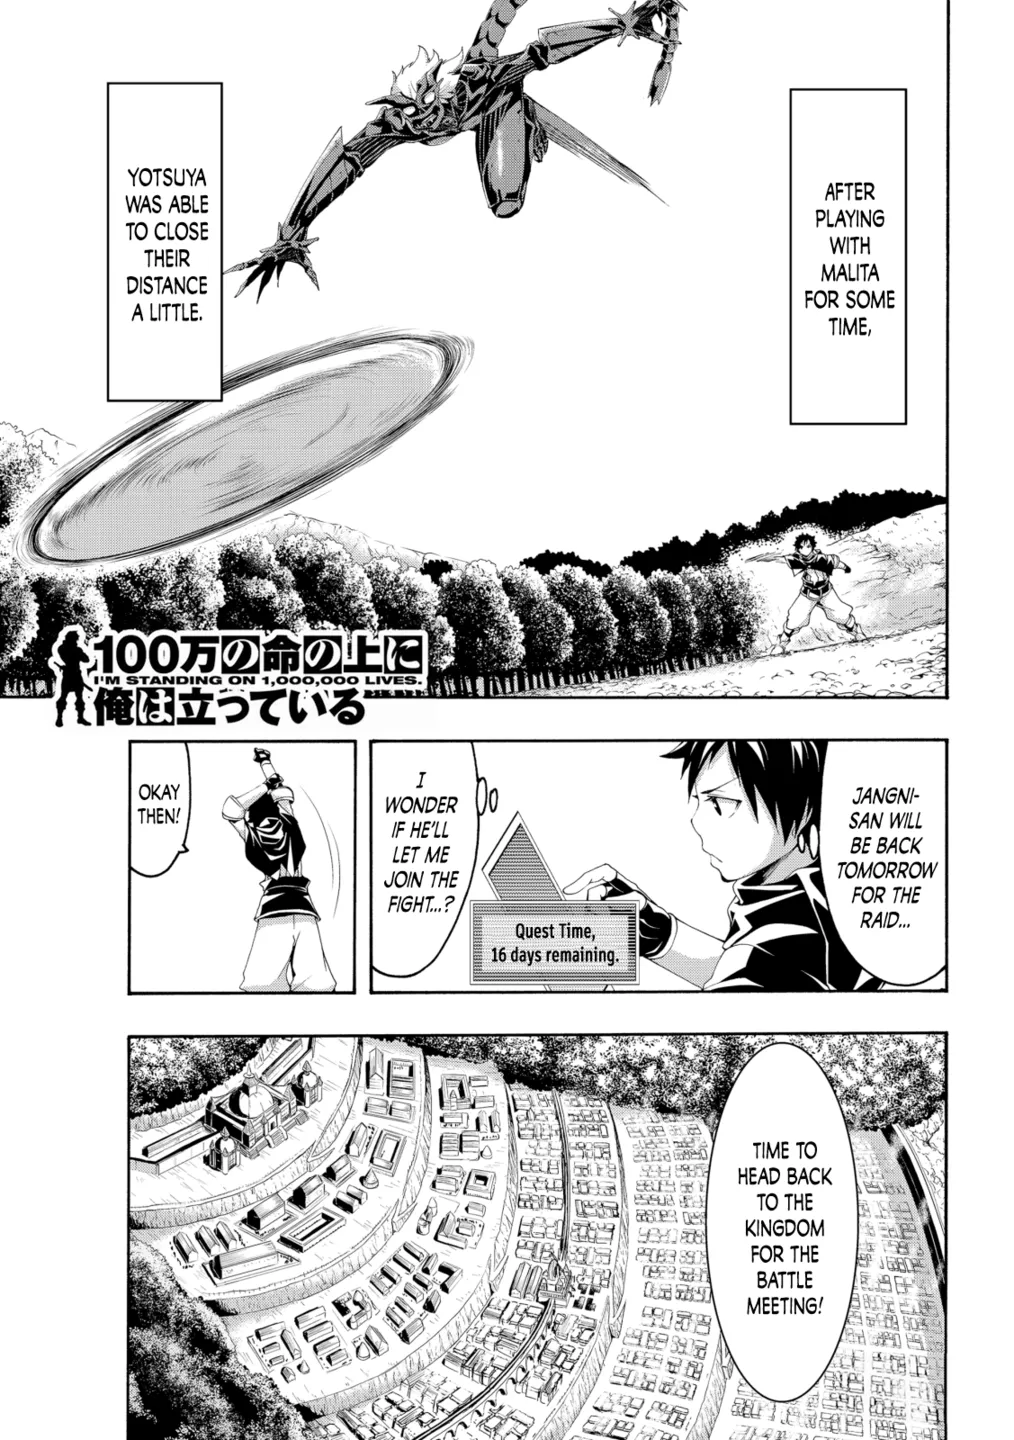 AFTER
PLAYING
WITH
MALITA
FOR SOME
TIME,
YOTSUYA
WAS ABLE
TO CLOSE
THEIR
DISTANCE
A LITTLE.
100万の命の上に
I'M STANDING ON 1,000,000 LIVES.
俺は立っている
JANGNI-
SAN WILL
BE BACK
TOMORROW
FOR THE
RAID...
I
WONDER
IF HE'LL
LET ME
JOIN THE
FIGHT...?
Quest Time,
16 days remaining.
OKAY
THEN!
TIME TO
HEAD BACK
TO THE
KINGDOM
FOR THE
BATTLE
MEETING!